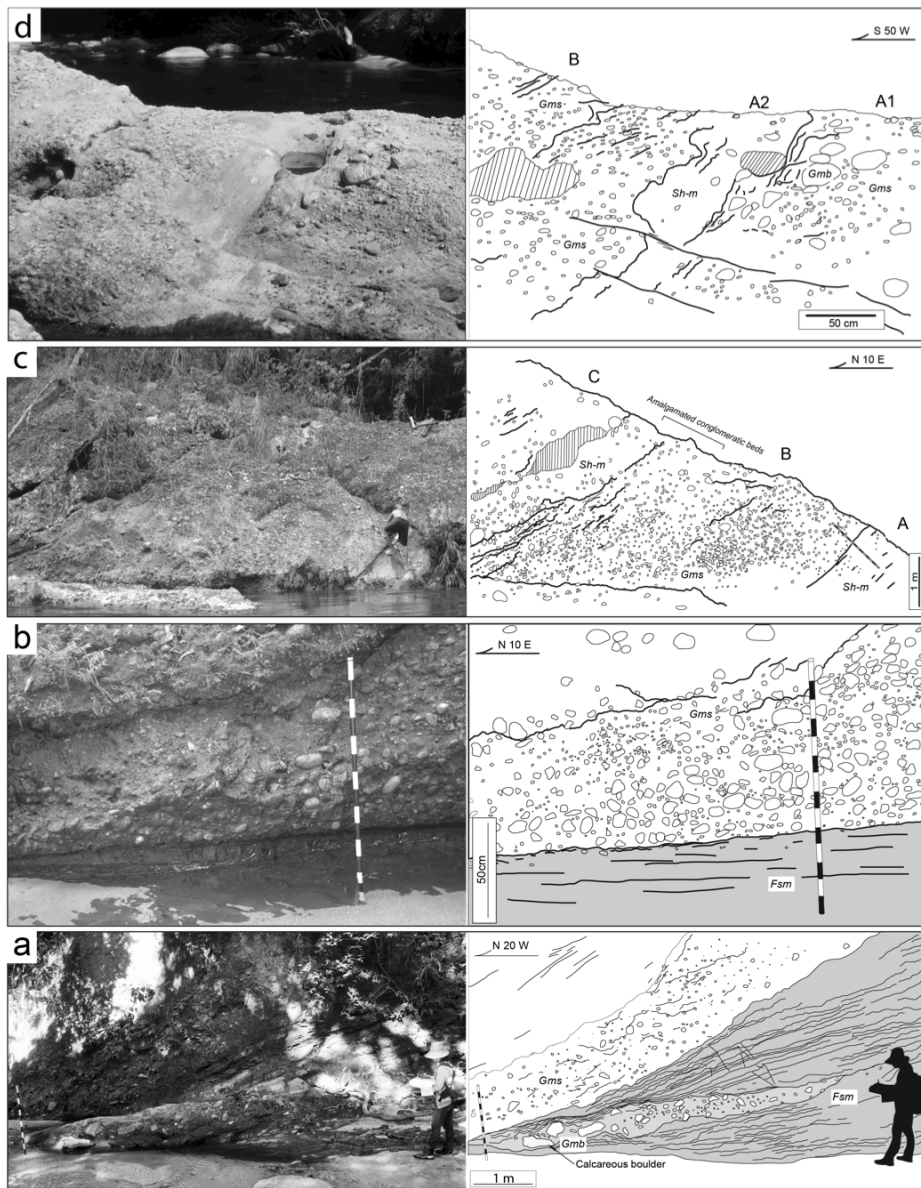 d
S 50 W
B
A2
A1
Gms
Gmb
Sh-m
Gms
Gms
50 cm
c
N 10 E
C
Amalgamated conglomeratic beds
B
Sh-m
A
Gms
Sh-m
1 m
b
N 10 E
Gms
50cm
Fsm
a
N 20 W
Gms
Fsm
Gmb
Calcareous boulder
1 m